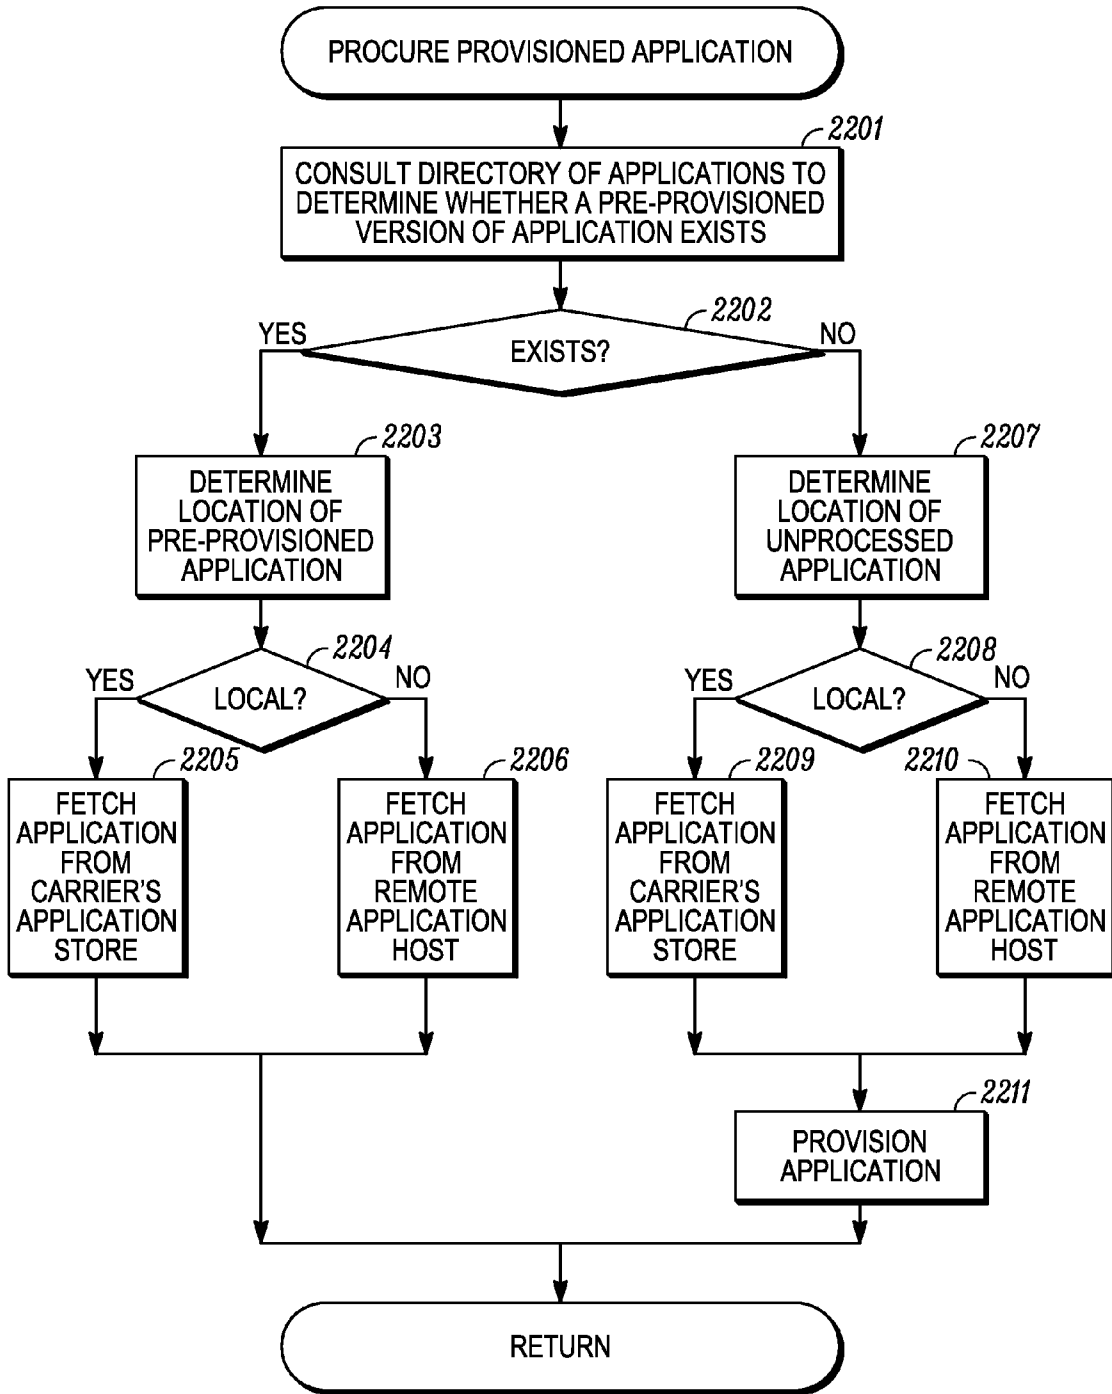 PROCURE PROVISIONED APPLICATION
2201
CONSULT DIRECTORY OF APPLICATIONS TO
DETERMINE WHETHER A PRE-PROVISIONED
VERSION OF APPLICATION EXISTS
2202
YES
EXISTS?
NO
2203
DETERMINE
LOCATION OF
PRE-PROVISIONED
APPLICATION
2204
YES
LOCAL?
NO
2205
FETCH
APPLICATION
FROM
CARRIER'S
APPLICATION
STORE
2206
FETCH
APPLICATION
FROM
REMOTE
APPLICATION
HOST
2207
DETERMINE
LOCATION OF
UNPROCESSED
APPLICATION
2208
YES
LOCAL?
NO
2209
FETCH
APPLICATION
FROM
CARRIER'S
APPLICATION
STORE
2210
FETCH
APPLICATION
FROM
REMOTE
APPLICATION
HOST
2211
PROVISION
APPLICATION
RETURN